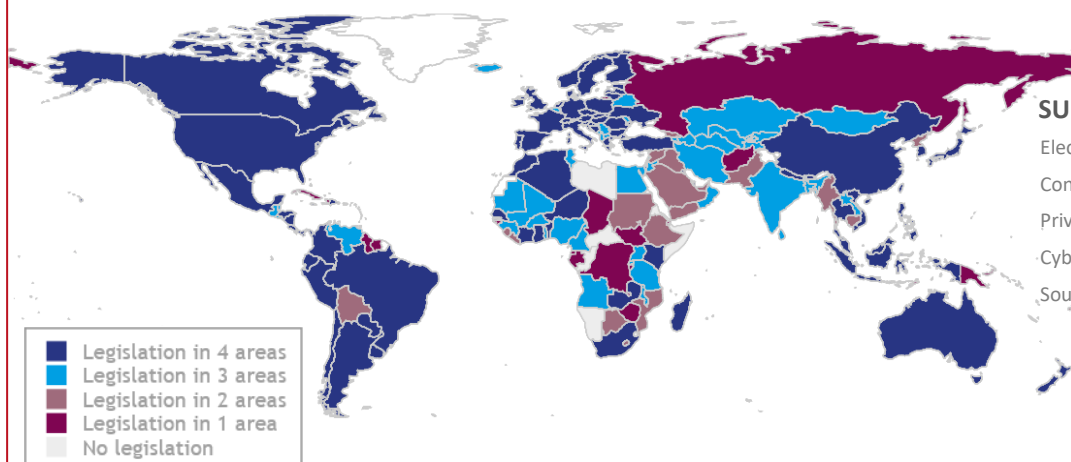 SU
Elec
Con
Priv
Cyb
Sou
Legislation in 4 areas
Legislation in 3 areas
Legislation in 2 areas
Legislation in 1 area
No legislation